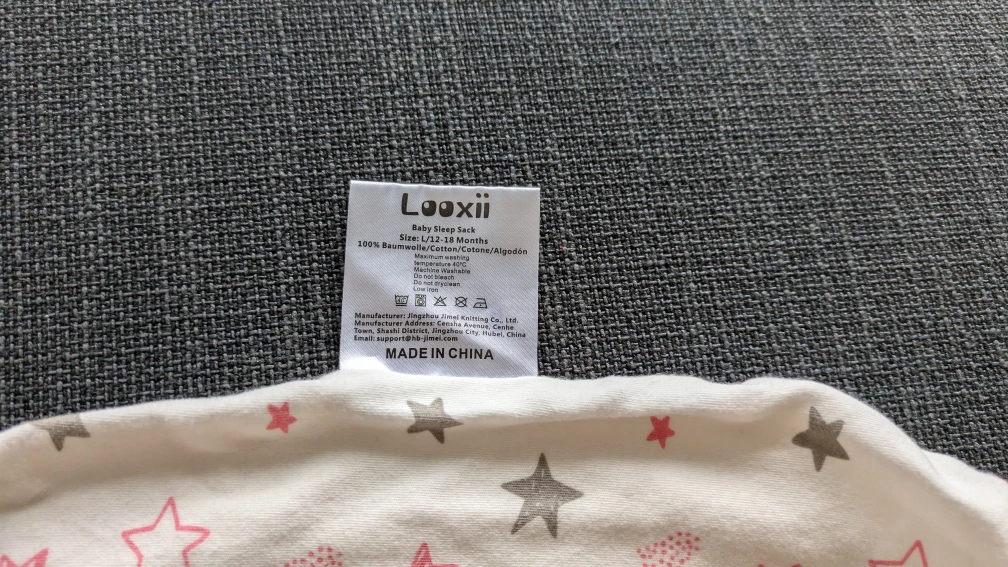 Looxii
Baby Sleep Sack
Size: L/12-18 Months
100% Baumwolle/Cotton/Cotone/Algodón
Maximum washing
temperature 40°C
Machine Washable
Do not bleach
Do not dryclean
Low iron
40
Manufacturer: Jingzhou Jimei Knitting Co., Ltd.
Manufacturer Address: Censha Avenue, Cenhe
Town, Shashi District, Jingzhou City, Hubei, China
Email: support@hb-jimei.com
MADE IN CHINA